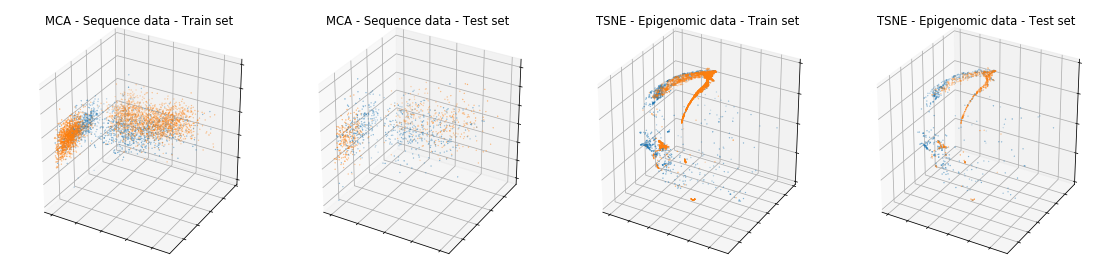 MCA - Sequence data - Train set
MCA - Sequence data - Test set
TSNE - Epigenomic data - Train set
TSNE - Epigenomic data - Test set